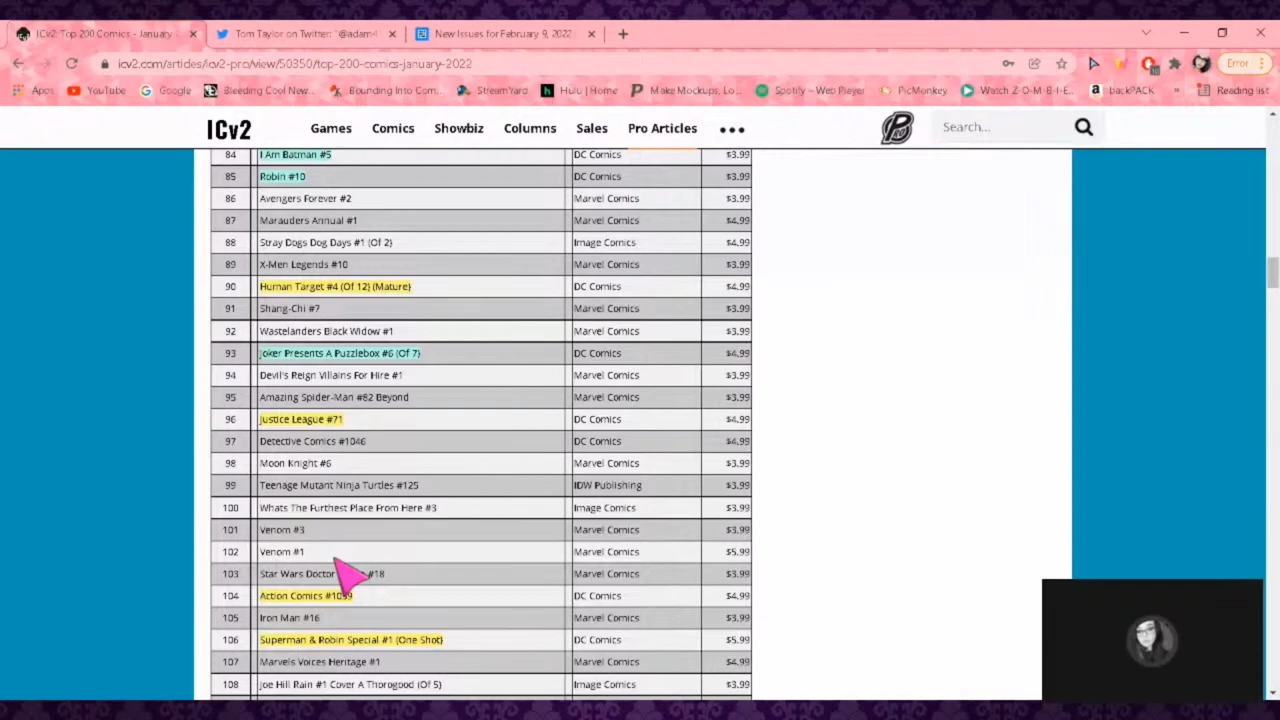 ICv2: Top 200 Comics - January
Tom Taylor on Twitter: "@adam4
New Issues for February 9, 2022
icv2.com/articles/icv2-pro/view/50350/top-200-comics-january-2022
Error
Apps YouTube Google Bleeding Cool New... Bounding Into Com... StreamYard Hulu | Home Make Mockups, Lo... Spotify – Web Player PicMonkey Watch Z-O-M-B-I-E... backPACK » Reading list
ICv2 Games Comics Showbiz Columns Sales Pro Articles ••• Pro Search...
84 I Am Batman #5 DC Comics $3.99
85 Robin #10 DC Comics $3.99
86 Avengers Forever #2 Marvel Comics $3.99
87 Marauders Annual #1 Marvel Comics $4.99
88 Stray Dogs Dog Days #1 (Of 2) Image Comics $4.99
89 X-Men Legends #10 Marvel Comics $3.99
90 Human Target #4 (Of 12) (Mature) DC Comics $4.99
91 Shang-Chi #7 Marvel Comics $3.99
92 Wastelanders Black Widow #1 Marvel Comics $3.99
93 Joker Presents A Puzzlebox #6 (Of 7) DC Comics $4.99
94 Devil's Reign Villains For Hire #1 Marvel Comics $3.99
95 Amazing Spider-Man #82 Beyond Marvel Comics $3.99
96 Justice League #71 DC Comics $4.99
97 Detective Comics #1046 DC Comics $4.99
98 Moon Knight #6 Marvel Comics $3.99
99 Teenage Mutant Ninja Turtles #125 IDW Publishing $3.99
100 Whats The Furthest Place From Here #3 Image Comics $3.99
101 Venom #3 Marvel Comics $3.99
102 Venom #1 Marvel Comics $5.99
103 Star Wars Doctor #18 Marvel Comics $3.99
104 Action Comics #1039 DC Comics $4.99
105 Iron Man #16 Marvel Comics $3.99
106 Superman & Robin Special #1 (One Shot) DC Comics $5.99
107 Marvels Voices Heritage #1 Marvel Comics $4.99
108 Joe Hill Rain #1 Cover A Thorogood (Of 5) Image Comics $3.99